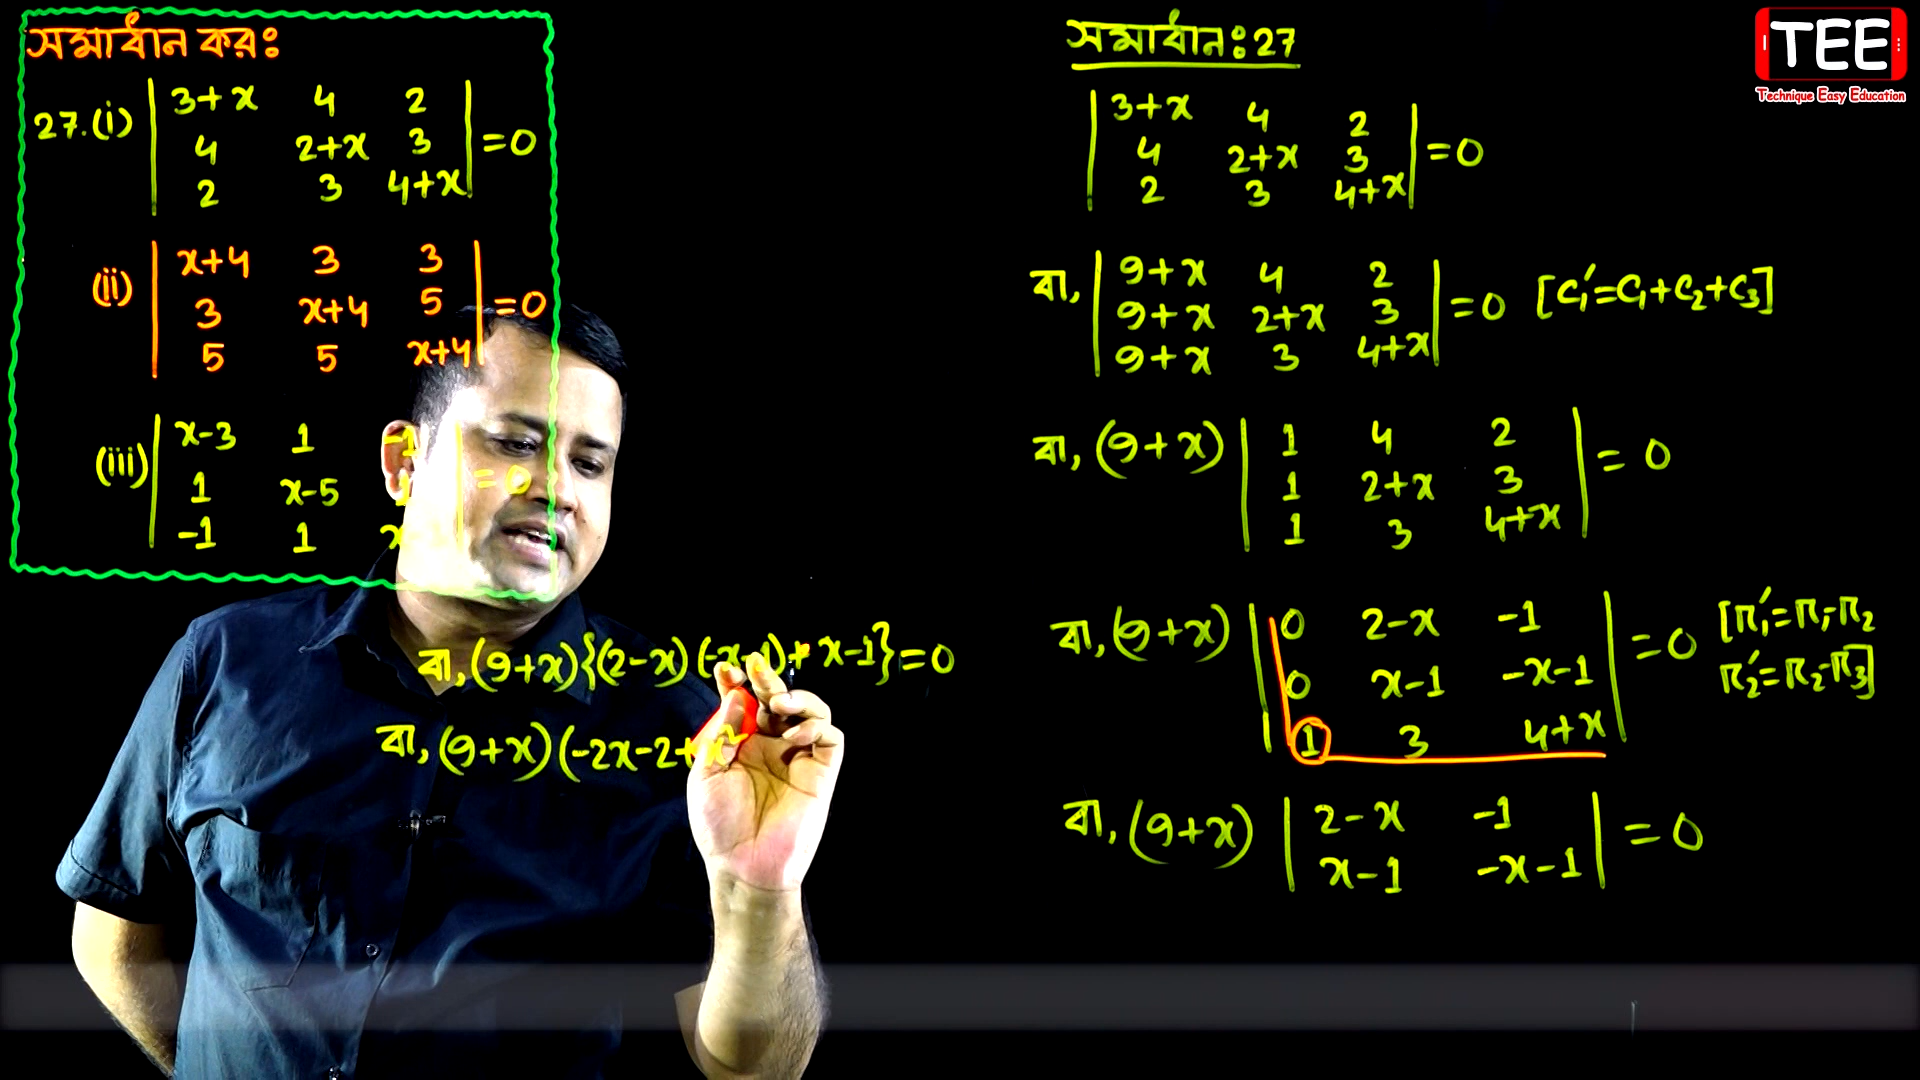 সমাধান করঃ
27.(i) | 3+x 4 2 |
| 4 2+x 3 | =0
| 2 3 4+x |
(ii) | x+4 3 3 |
| 3 x+4 5 | =0
| 5 5 x+4 |
(iii) | x-3 1 -1 |
| 1 x-5 1 | =0
| -1 1 x
বা, (9+x){(2-x)(-x-1)+x-1}=0
বা, (9+x)(-2x-2+x²
সমাধানঃ27
| 3+x 4 2 |
| 4 2+x 3 | =0
| 2 3 4+x |
বা, | 9+x 4 2 |
| 9+x 2+x 3 | =0 [C₁′=C₁+C₂+C₃]
| 9+x 3 4+x |
বা, (9+x) | 1 4 2 |
| 1 2+x 3 | = 0
| 1 3 4+x |
বা, (9+x) | 0 2-x -1 | =0 [r₁′=r₁-r₂
| 0 x-1 -x-1 | r₂′=r₂-r₃]
| 1 3 4+x |
বা, (9+x) | 2-x -1 | =0
| x-1 -x-1 |
TEE
Technique Easy Education